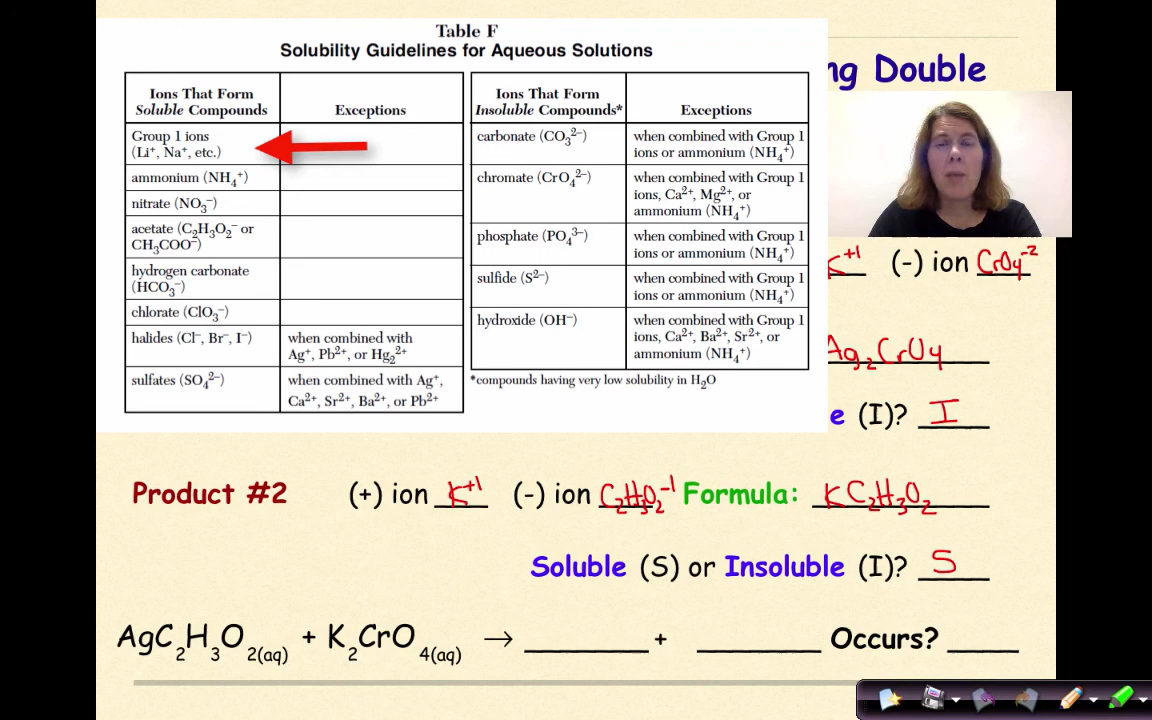 Table F
Solubility Guidelines for Aqueous Solutions
Ions That Form
Soluble Compounds
Exceptions
Group 1 ions
(Li⁺, Na⁺, etc.)
ammonium (NH₄⁺)
nitrate (NO₃⁻)
acetate (C₂H₃O₂⁻ or
CH₃COO⁻)
hydrogen carbonate
(HCO₃⁻)
chlorate (ClO₃⁻)
halides (Cl⁻, Br⁻, I⁻)
when combined with
Ag⁺, Pb²⁺, or Hg₂²⁺
sulfates (SO₄²⁻)
when combined with Ag⁺,
Ca²⁺, Sr²⁺, Ba²⁺, or Pb²⁺
Ions That Form
Insoluble Compounds*
Exceptions
carbonate (CO₃²⁻)
when combined with Group 1
ions or ammonium (NH₄⁺)
chromate (CrO₄²⁻)
when combined with Group 1
ions, Ca²⁺, Mg²⁺, or
ammonium (NH₄⁺)
phosphate (PO₄³⁻)
when combined with Group 1
ions or ammonium (NH₄⁺)
sulfide (S²⁻)
when combined with Group 1
ions or ammonium (NH₄⁺)
hydroxide (OH⁻)
when combined with Group 1
ions, Ca²⁺, Ba²⁺, Sr²⁺, or
ammonium (NH₄⁺)
*compounds having very low solubility in H₂O
ng Double
K⁺¹ (-) ion CrO₄⁻²
Ag₂CrO₄
e (I)? I
Product #2 (+) ion K⁺¹ (-) ion C₂H₃O₂⁻¹ Formula: KC₂H₃O₂
Soluble (S) or Insoluble (I)? S
AgC₂H₃O₂(aq) + K₂CrO₄(aq) → ________ + ________ Occurs? _____